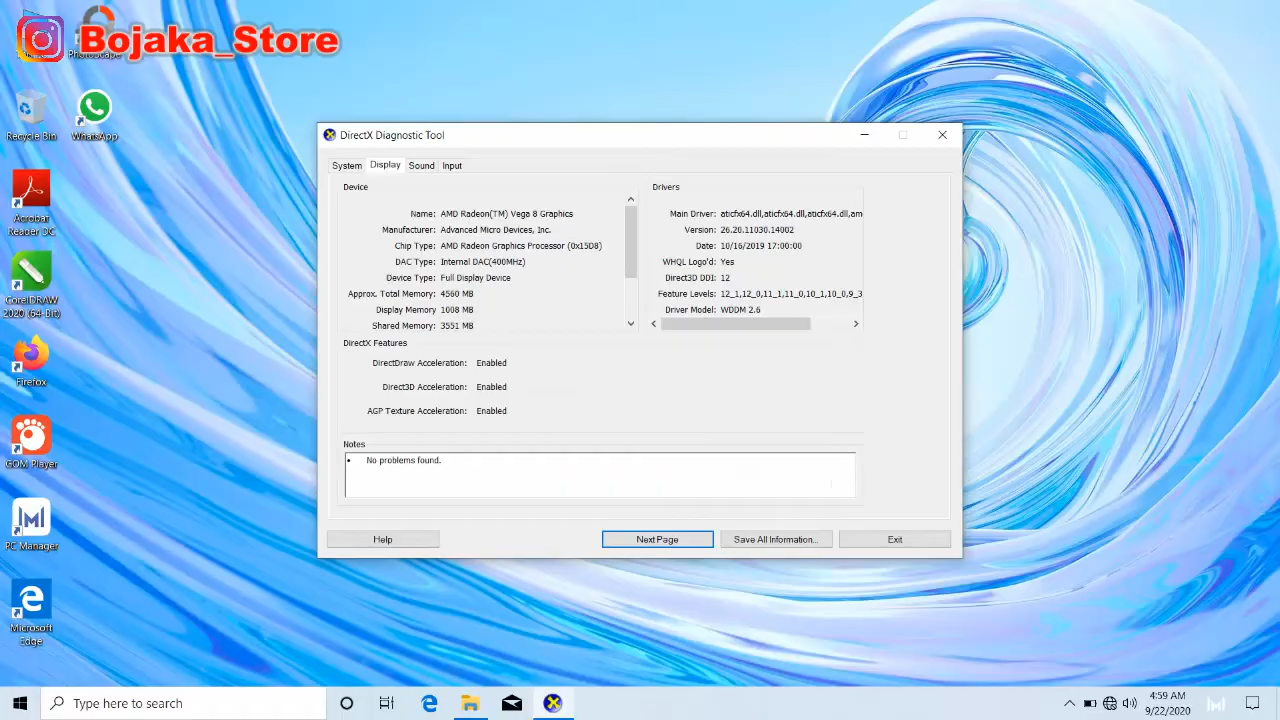 Bojaka_Store
Recycle Bin
WhatsApp
Acrobat
Reader DC
CorelDRAW
2020 (64-Bit)
Firefox
GOM Player
PC Manager
Microsoft
Edge
DirectX Diagnostic Tool
System Display Sound Input
Device
Name: AMD Radeon(TM) Vega 8 Graphics
Manufacturer: Advanced Micro Devices, Inc.
Chip Type: AMD Radeon Graphics Processor (0x15D8)
DAC Type: Internal DAC(400MHz)
Device Type: Full Display Device
Approx. Total Memory: 4560 MB
Display Memory 1008 MB
Shared Memory: 3551 MB
Drivers
Main Driver: aticfx64.dll,aticfx64.dll,aticfx64.dll,am
Version: 26.20.11030.14002
Date: 10/16/2019 17:00:00
WHQL Logo'd: Yes
Direct3D DDI: 12
Feature Levels: 12_1,12_0,11_1,11_0,10_1,10_0,9_3
Driver Model: WDDM 2.6
DirectX Features
DirectDraw Acceleration: Enabled
Direct3D Acceleration: Enabled
AGP Texture Acceleration: Enabled
Notes
• No problems found.
Help Next Page Save All Information... Exit
Type here to search
4:59 AM
9/22/2020